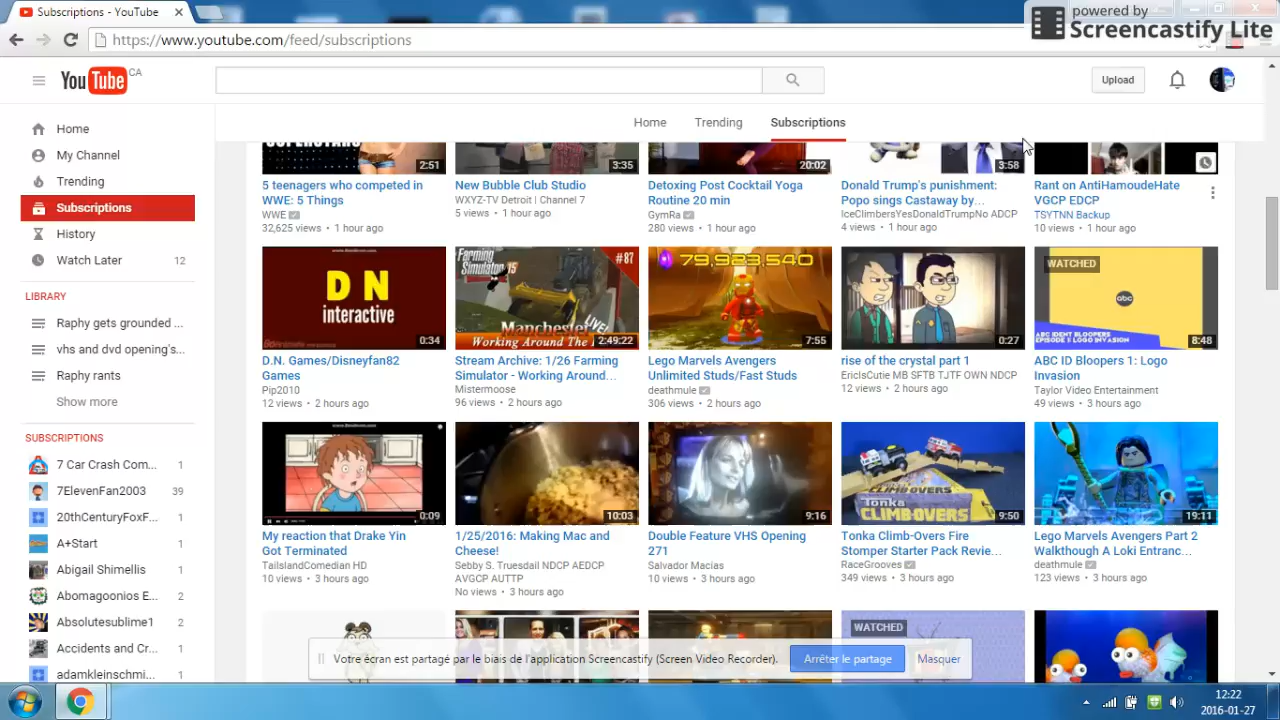 Subscriptions - YouTube
powered by
Screencastify Lite
https://www.youtube.com/feed/subscriptions
YouTube CA
Upload
Home
Trending
Subscriptions
Home
My Channel
Trending
Subscriptions
History
Watch Later 12
LIBRARY
Raphy gets grounded ...
vhs and dvd opening's...
Raphy rants
Show more
SUBSCRIPTIONS
7 Car Crash Com... 1
7ElevenFan2003 39
20thCenturyFoxF... 1
A+Start 1
Abigail Shimellis 1
Abomagoonios E... 2
Absolutesublime1 2
Accidents and Cr... 1
adamkleinschmi... 1
2:51
5 teenagers who competed in
WWE: 5 Things
WWE
32,625 views • 1 hour ago
3:35
New Bubble Club Studio
WXYZ-TV Detroit | Channel 7
5 views • 1 hour ago
20:02
Detoxing Post Cocktail Yoga
Routine 20 min
GymRa
280 views • 1 hour ago
3:58
Donald Trump's punishment:
Popo sings Castaway by...
IceClimbersYesDonaldTrumpNo ADCP
4 views • 1 hour ago
Rant on AntiHamoudeHate
VGCP EDCP
TSYTNN Backup
10 views • 1 hour ago
D N
interactive
0:34
D.N. Games/Disneyfan82
Games
Pip2010
12 views • 2 hours ago
Farming
Simulator 15
#87
LIVE!
Manchester
Working Around The
2:49:22
Stream Archive: 1/26 Farming
Simulator - Working Around...
Mistermoose
96 views • 2 hours ago
79,923,540
7:55
Lego Marvels Avengers
Unlimited Studs/Fast Studs
deathmule
306 views • 2 hours ago
0:27
rise of the crystal part 1
EricIsCutie MB SFTB TJTF OWN NDCP
12 views • 2 hours ago
WATCHED
abc
ABC IDENT BLOOPERS
EPISODE 1 LOGO INVASION
8:48
ABC ID Bloopers 1: Logo
Invasion
Taylor Video Entertainment
49 views • 3 hours ago
0:09
My reaction that Drake Yin
Got Terminated
TailslandComedian HD
10 views • 3 hours ago
10:03
1/25/2016: Making Mac and
Cheese!
Sebby S. Truesdail NDCP AEDCP
AVGCP AUTTP
No views • 3 hours ago
9:16
Double Feature VHS Opening
271
Salvador Macias
10 views • 3 hours ago
Tonka
CLIMB-OVERS
9:50
Tonka Climb-Overs Fire
Stomper Starter Pack Revie...
RaceGrooves
349 views • 3 hours ago
19:11
Lego Marvels Avengers Part 2
Walkthough A Loki Entranc...
deathmule
123 views • 3 hours ago
WATCHED
Votre écran est partagé par le biais de l'application Screencastify (Screen Video Recorder).
Arrêter le partage
Masquer
12:22
2016-01-27